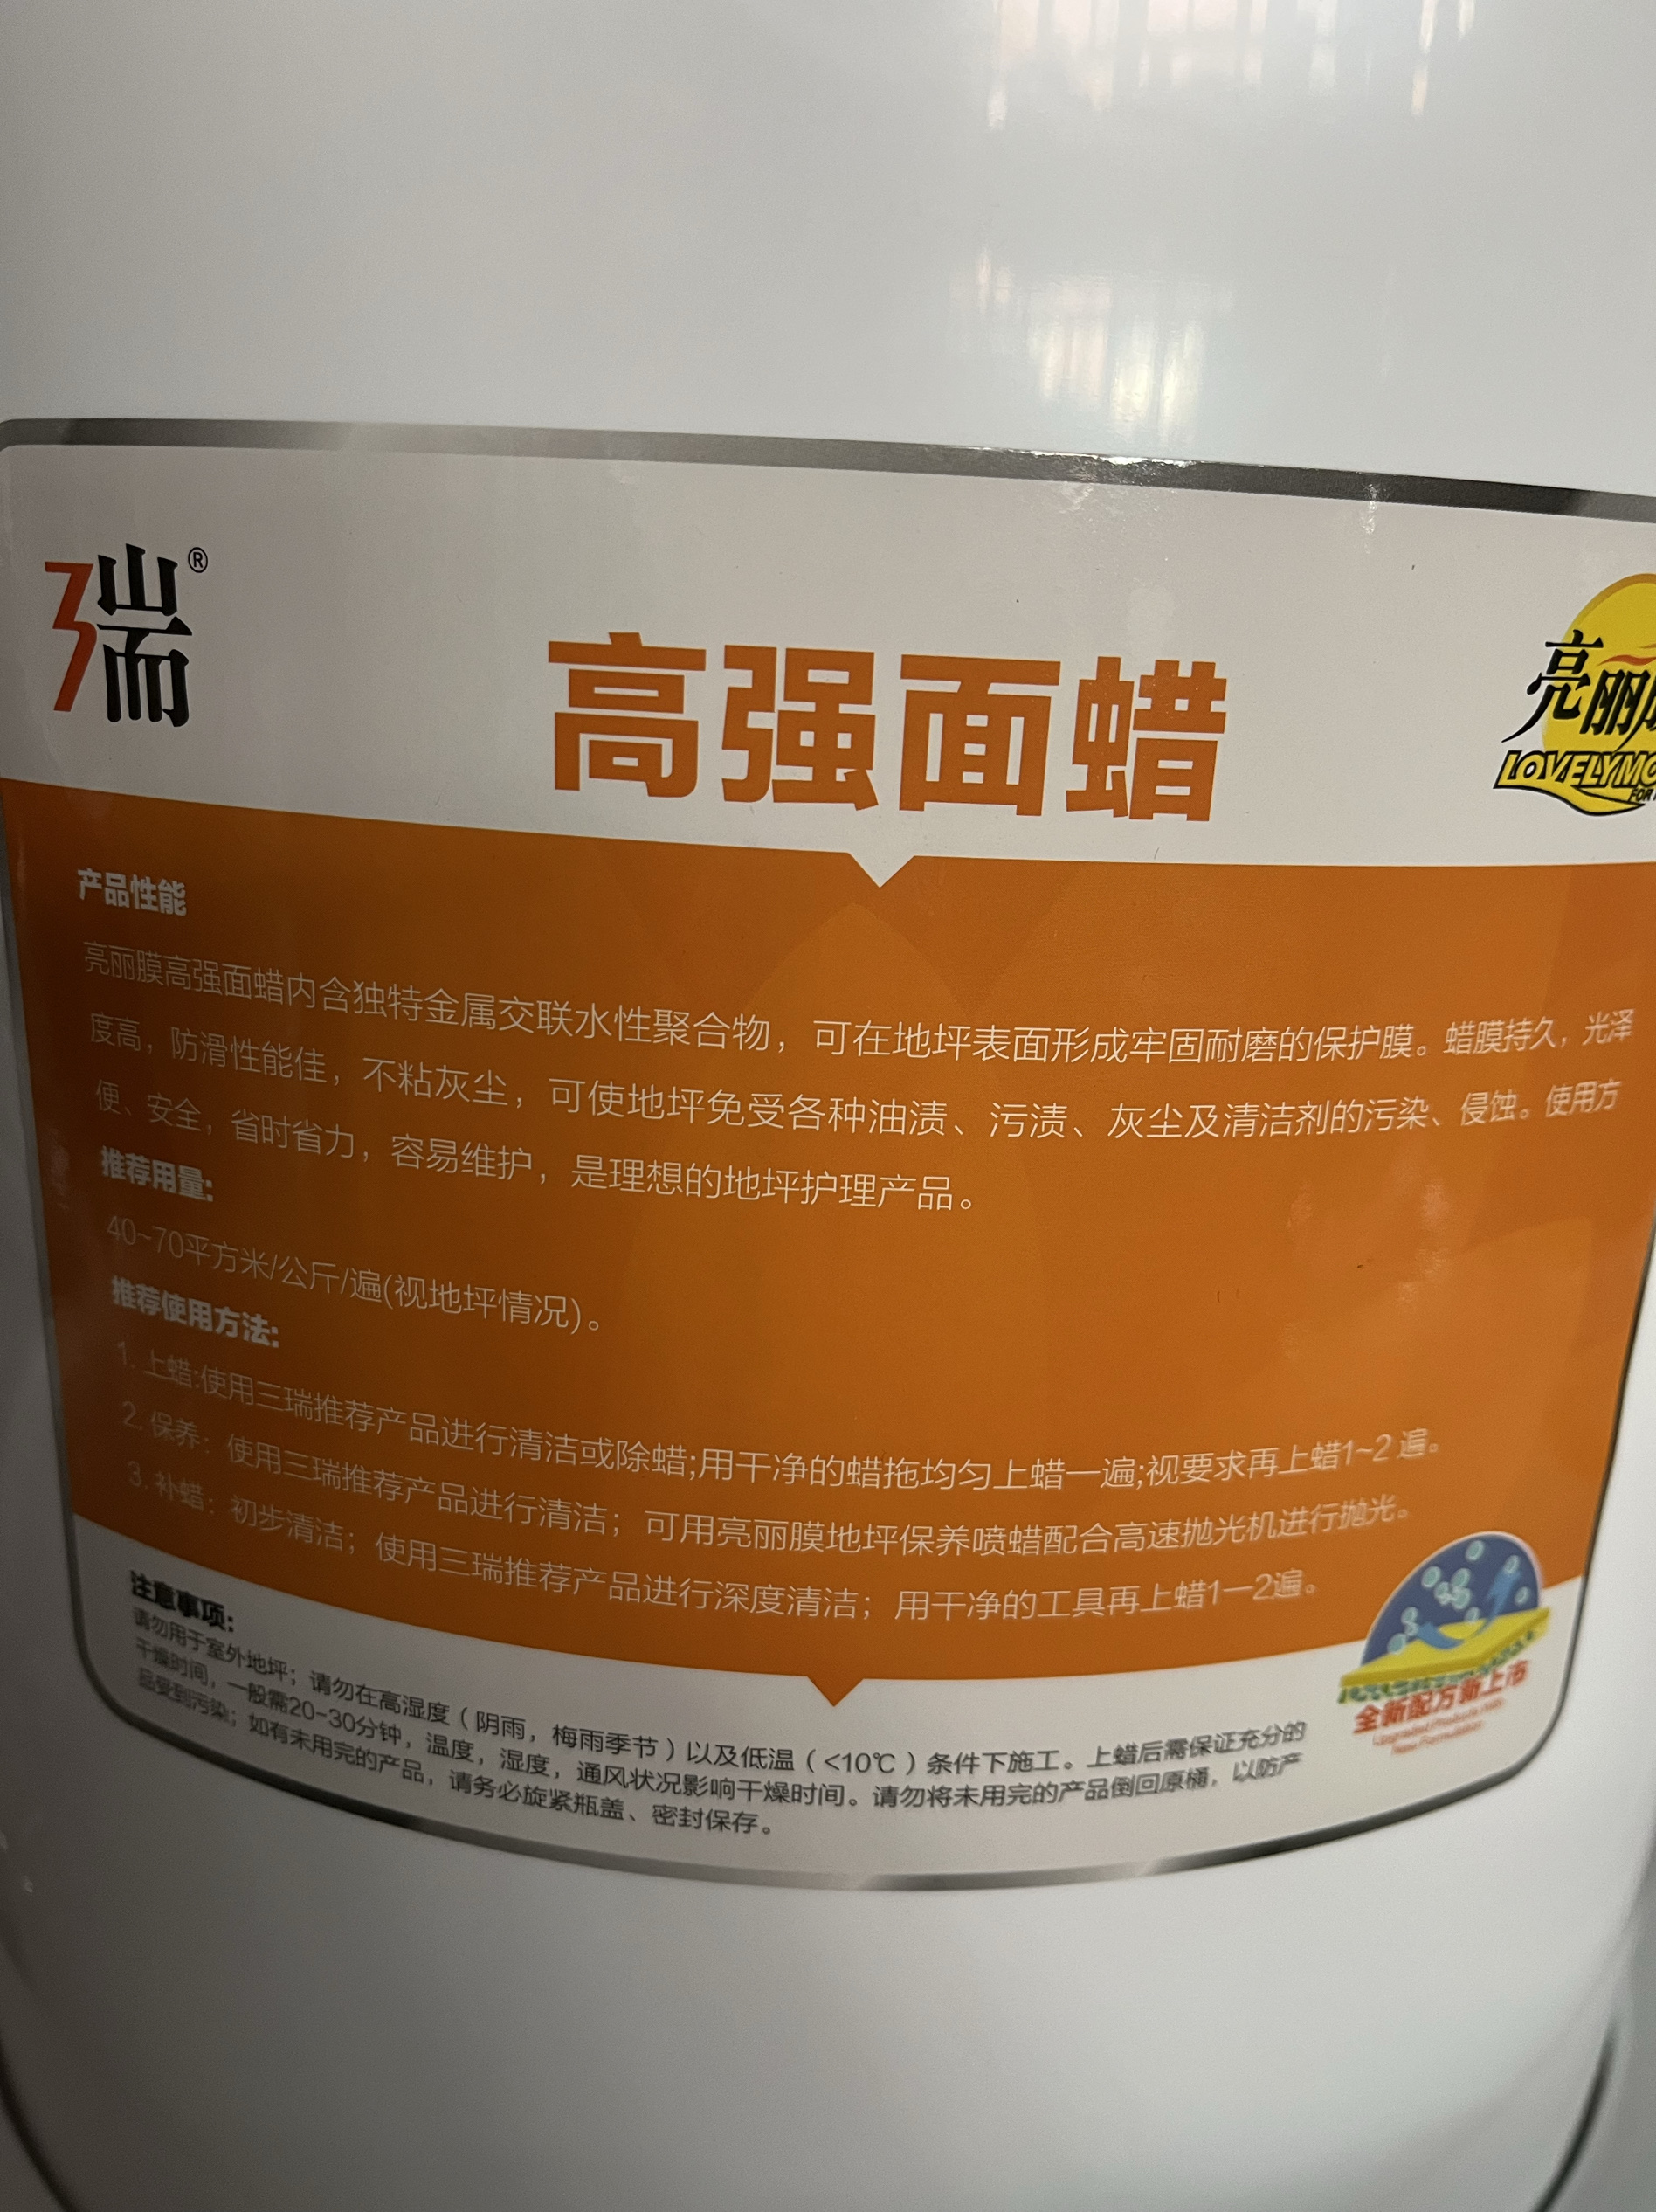 瑞®
高强面蜡
亮丽
LOVELYMO
FOR
产品性能
亮丽膜高强面蜡内含独特金属交联水性聚合物，可在地坪表面形成牢固耐磨的保护膜。蜡膜持久，光泽
度高，防滑性能佳，不粘灰尘，可使地坪免受各种油渍、污渍、灰尘及清洁剂的污染、侵蚀。使用方
便、安全，省时省力，容易维护，是理想的地坪护理产品。
推荐用量:
40~70平方米/公斤/遍(视地坪情况)。
推荐使用方法:
1. 上蜡:使用三瑞推荐产品进行清洁或除蜡;用干净的蜡拖均匀上蜡一遍;视要求再上蜡1~2 遍。
2. 保养：使用三瑞推荐产品进行清洁；可用亮丽膜地坪保养喷蜡配合高速抛光机进行抛光。
3. 补蜡：初步清洁；使用三瑞推荐产品进行深度清洁；用干净的工具再上蜡1一2遍。
注意事项:
请勿用于室外地坪；请勿在高湿度（阴雨，梅雨季节）以及低温（<10℃）条件下施工。上蜡后需保证充分的
干燥时间，一般需20-30分钟，温度，湿度，通风状况影响干燥时间。请勿将未用完的产品倒回原桶，以防产
品受到污染；如有未用完的产品，请务必旋紧瓶盖、密封保存。
全新配方新上市
Upgraded Products with
New Formulation